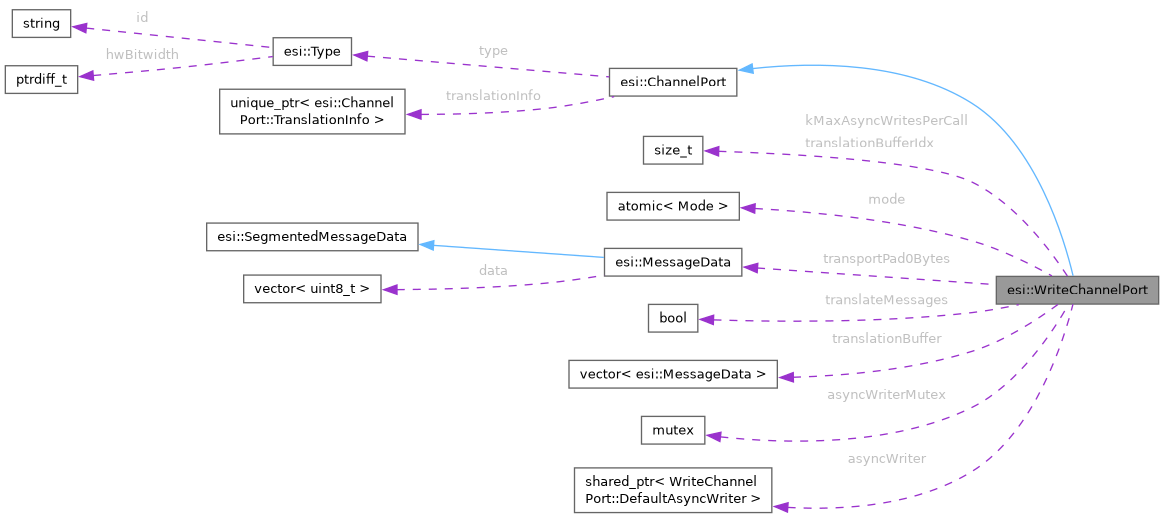 string
id
hwBitwidth
ptrdiff_t
esi::Type
type
unique_ptr< esi::Channel
Port::TranslationInfo >
translationInfo
esi::ChannelPort
kMaxAsyncWritesPerCall
translationBufferIdx
size_t
mode
atomic< Mode >
esi::SegmentedMessageData
vector< uint8_t >
data
esi::MessageData
transportPad0Bytes
esi::WriteChannelPort
translateMessages
bool
translationBuffer
vector< esi::MessageData >
asyncWriterMutex
mutex
asyncWriter
shared_ptr< WriteChannel
Port::DefaultAsyncWriter >